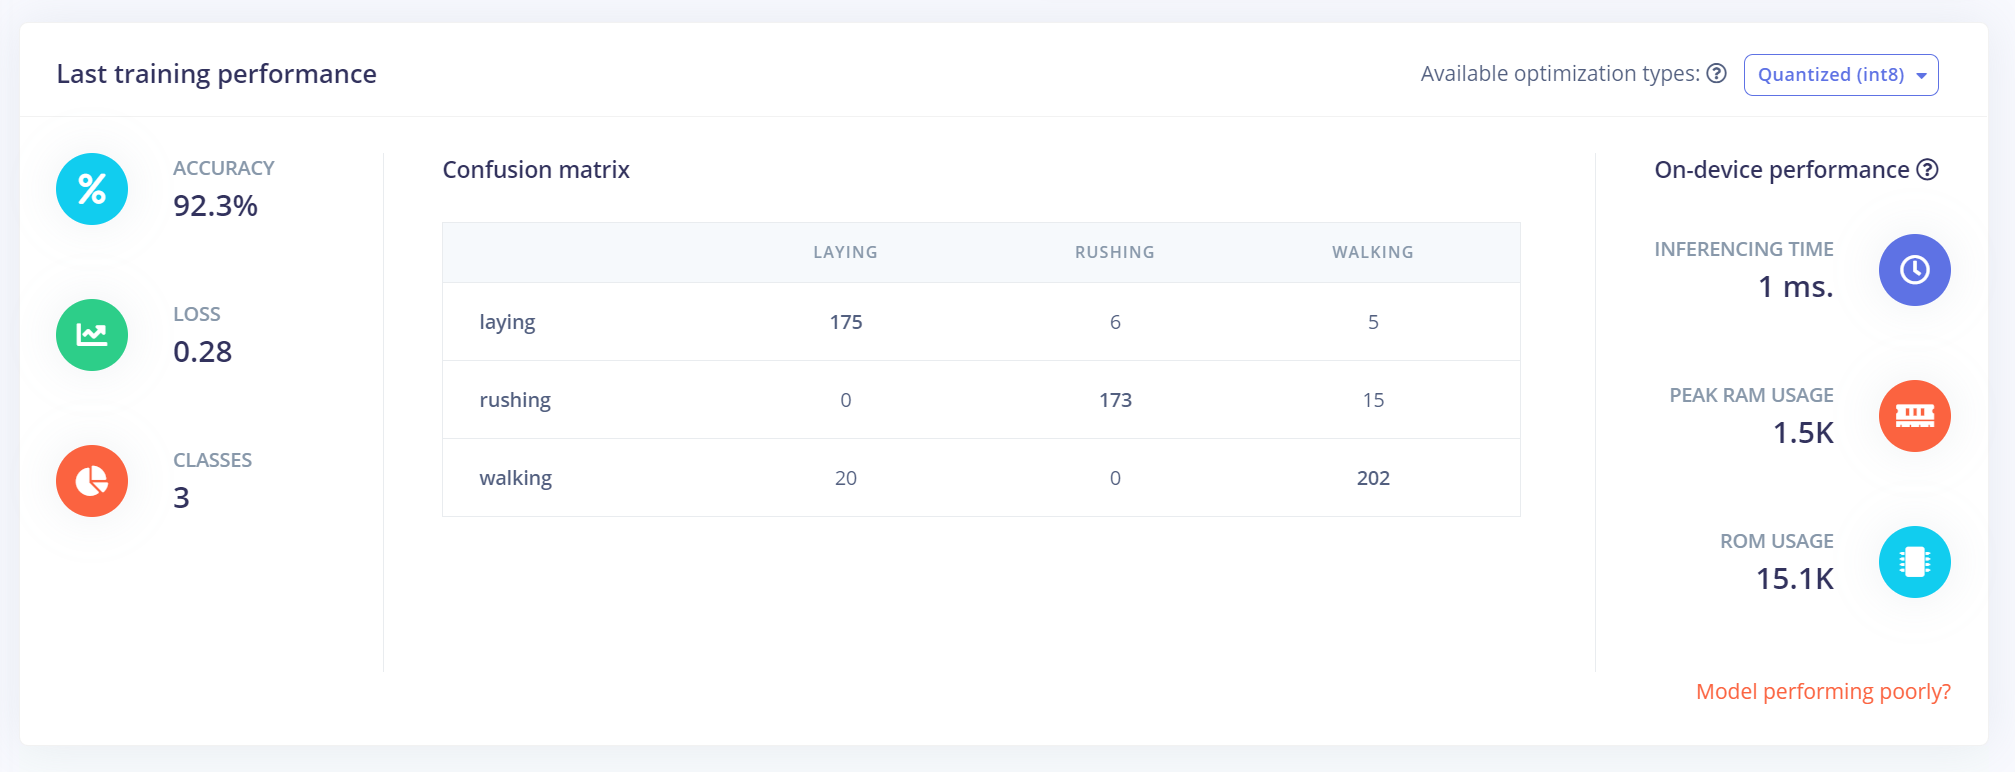 Last training performance
Available optimization types: Quantized (int8)
ACCURACY
92.3%
LOSS
0.28
CLASSES
3
Confusion matrix
LAYING RUSHING WALKING
laying 175 6 5
rushing 0 173 15
walking 20 0 202
On-device performance
INFERENCING TIME
1 ms.
PEAK RAM USAGE
1.5K
ROM USAGE
15.1K
Model performing poorly?